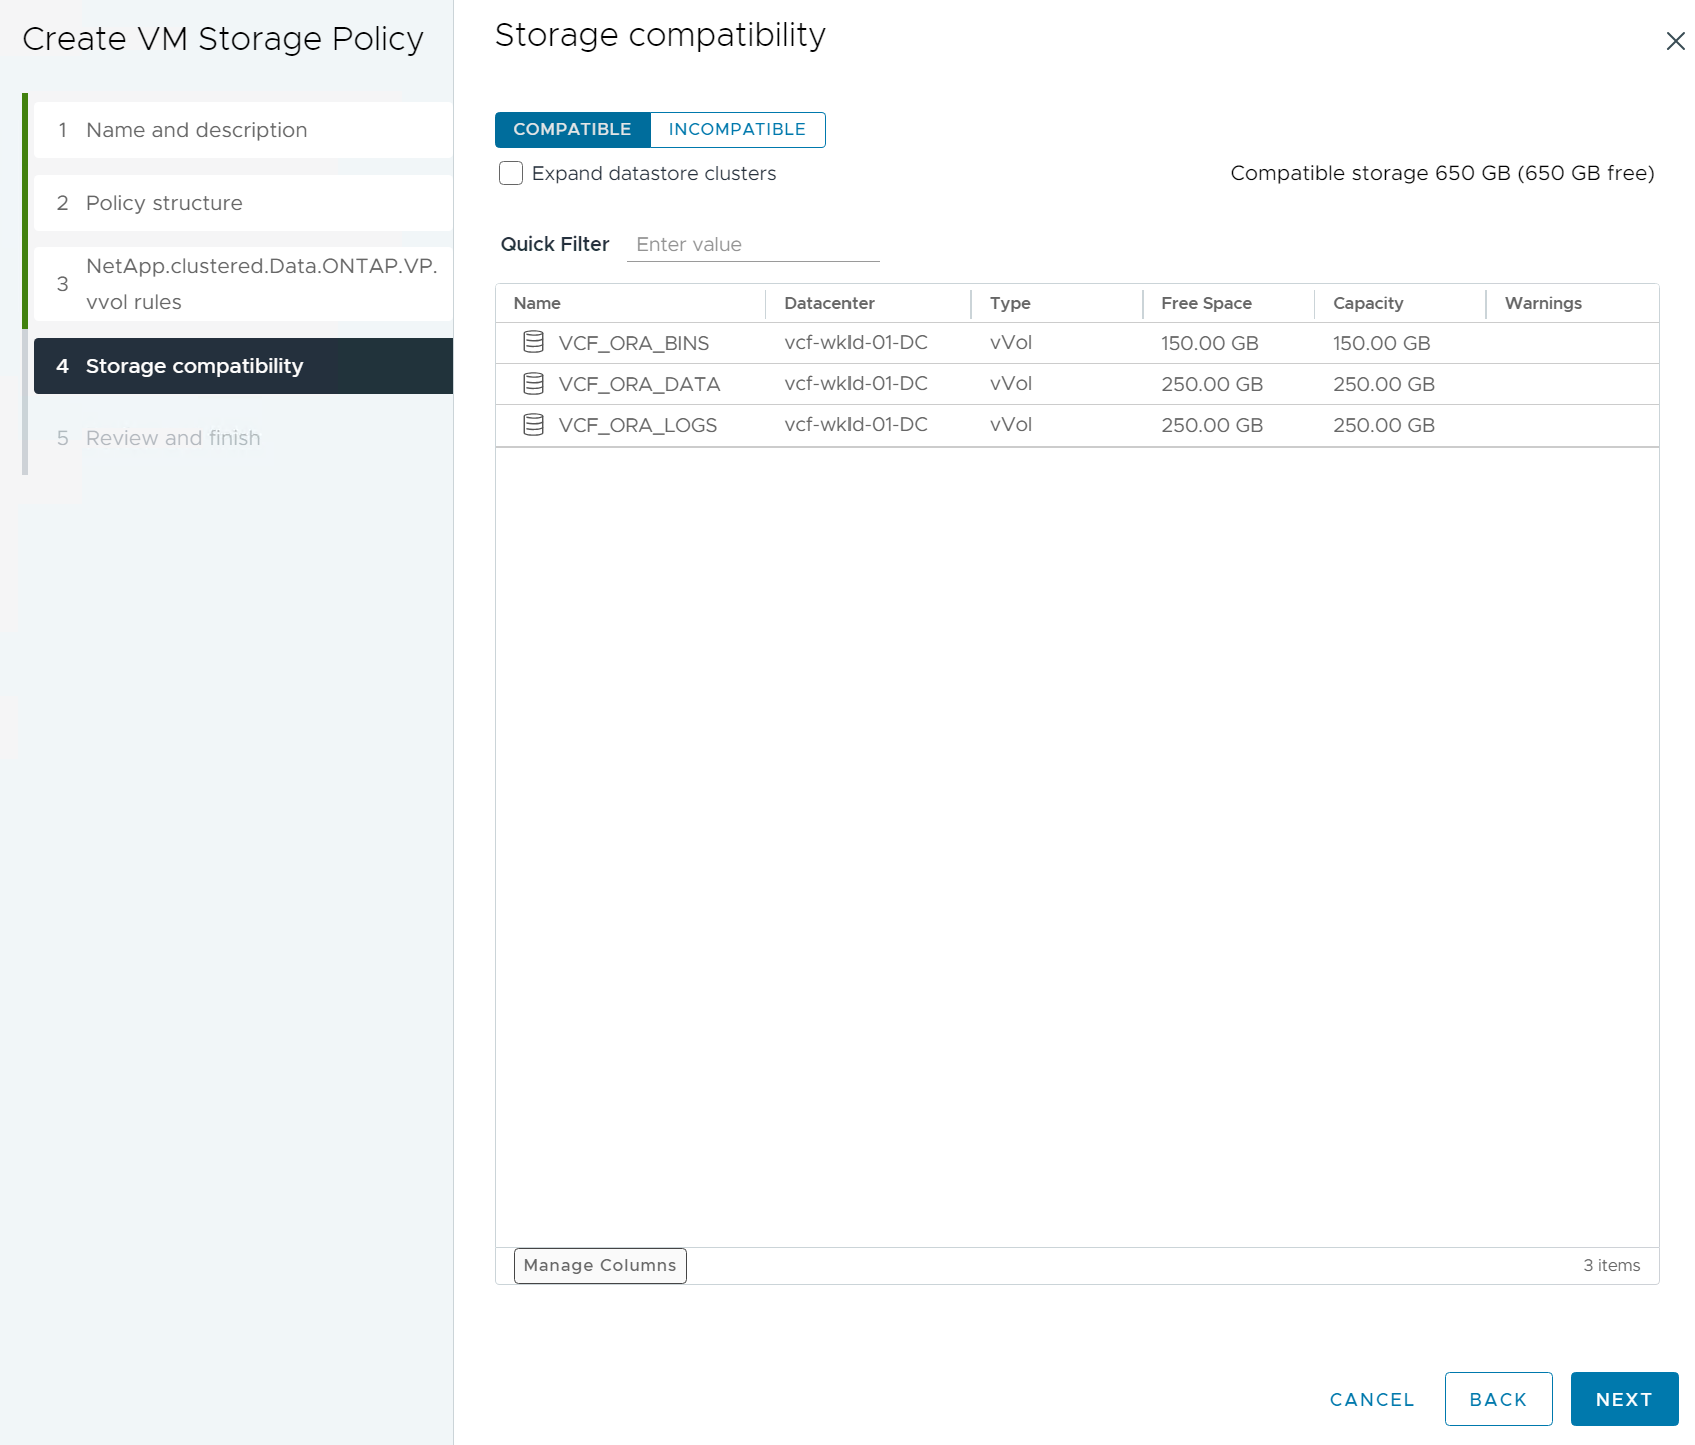 Create VM Storage Policy
1 Name and description
2 Policy structure
3 NetApp.clustered.Data.ONTAP.VP.
vvol rules
4 Storage compatibility
5 Review and finish
Storage compatibility
COMPATIBLE INCOMPATIBLE
Expand datastore clusters Compatible storage 650 GB (650 GB free)
Quick Filter Enter value
Name Datacenter Type Free Space Capacity Warnings
VCF_ORA_BINS vcf-wkld-01-DC vVol 150.00 GB 150.00 GB
VCF_ORA_DATA vcf-wkld-01-DC vVol 250.00 GB 250.00 GB
VCF_ORA_LOGS vcf-wkld-01-DC vVol 250.00 GB 250.00 GB
Manage Columns 3 items
CANCEL BACK NEXT